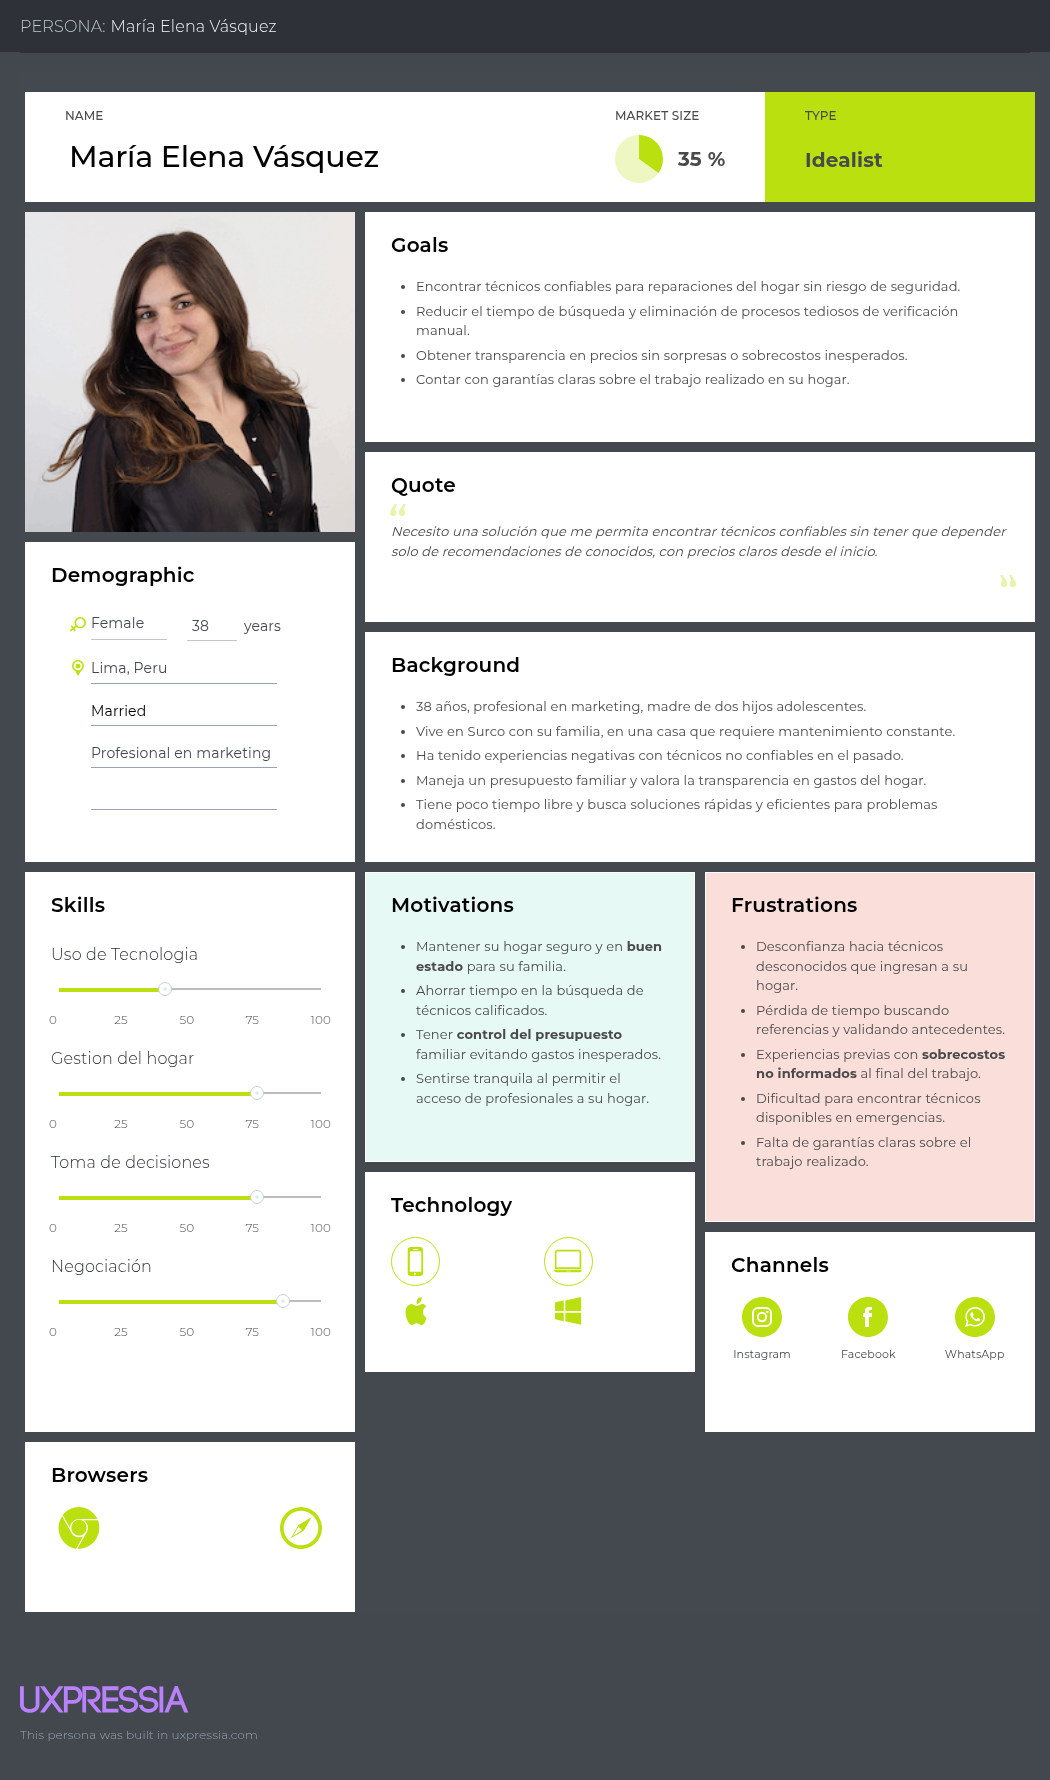 PERSONA: María Elena Vásquez
NAME
María Elena Vásquez
MARKET SIZE
35 %
TYPE
Idealist
Goals
• Encontrar técnicos confiables para reparaciones del hogar sin riesgo de seguridad.
• Reducir el tiempo de búsqueda y eliminación de procesos tediosos de verificación
manual.
• Obtener transparencia en precios sin sorpresas o sobrecostos inesperados.
• Contar con garantías claras sobre el trabajo realizado en su hogar.
Quote
“
Necesito una solución que me permita encontrar técnicos confiables sin tener que depender
solo de recomendaciones de conocidos, con precios claros desde el inicio.
”
Demographic
Female 38 years
Lima, Peru
Married
Profesional en marketing
Background
• 38 años, profesional en marketing, madre de dos hijos adolescentes.
• Vive en Surco con su familia, en una casa que requiere mantenimiento constante.
• Ha tenido experiencias negativas con técnicos no confiables en el pasado.
• Maneja un presupuesto familiar y valora la transparencia en gastos del hogar.
• Tiene poco tiempo libre y busca soluciones rápidas y eficientes para problemas
domésticos.
Skills
Uso de Tecnologia
0 25 50 75 100
Gestion del hogar
0 25 50 75 100
Toma de decisiones
0 25 50 75 100
Negociación
0 25 50 75 100
Motivations
• Mantener su hogar seguro y en buen
estado para su familia.
• Ahorrar tiempo en la búsqueda de
técnicos calificados.
• Tener control del presupuesto
familiar evitando gastos inesperados.
• Sentirse tranquila al permitir el
acceso de profesionales a su hogar.
Frustrations
• Desconfianza hacia técnicos
desconocidos que ingresan a su
hogar.
• Pérdida de tiempo buscando
referencias y validando antecedentes.
• Experiencias previas con sobrecostos
no informados al final del trabajo.
• Dificultad para encontrar técnicos
disponibles en emergencias.
• Falta de garantías claras sobre el
trabajo realizado.
Technology
Channels
Instagram Facebook WhatsApp
Browsers
UXPRESSIA
This persona was built in uxpressia.com